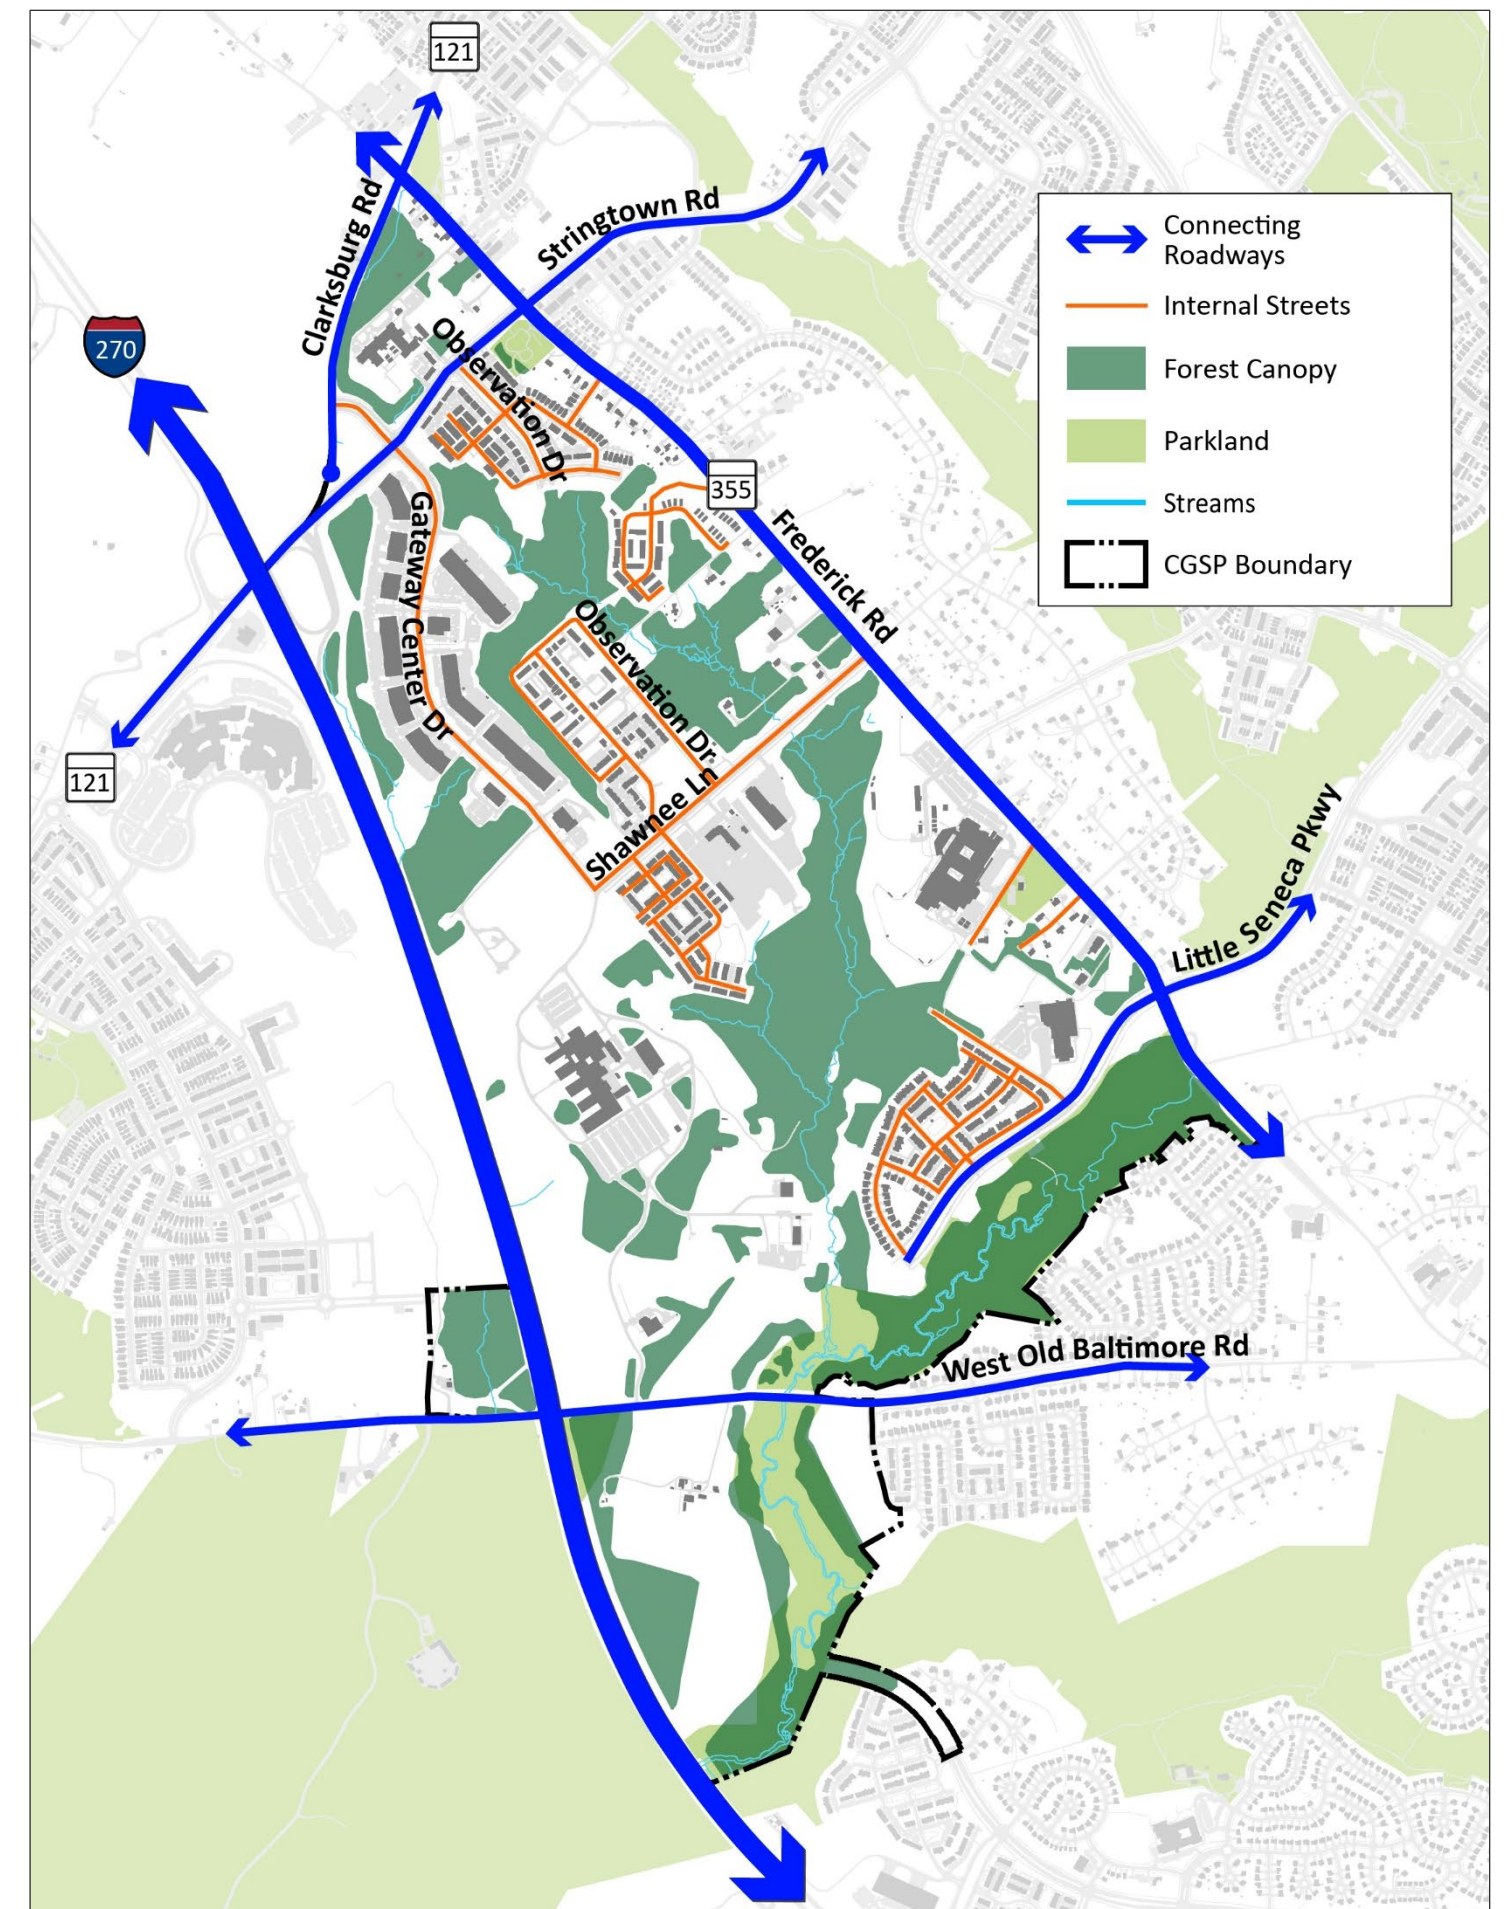 121
Clarksburg Rd
Stringtown Rd
Connecting
Roadways
Internal Streets
Forest Canopy
Parkland
Streams
CGSP Boundary
270
Observation Dr
355
Gateway Center Dr
Frederick Rd
Observation Dr
121
Shawnee Ln
Little Seneca Pkwy
West Old Baltimore Rd